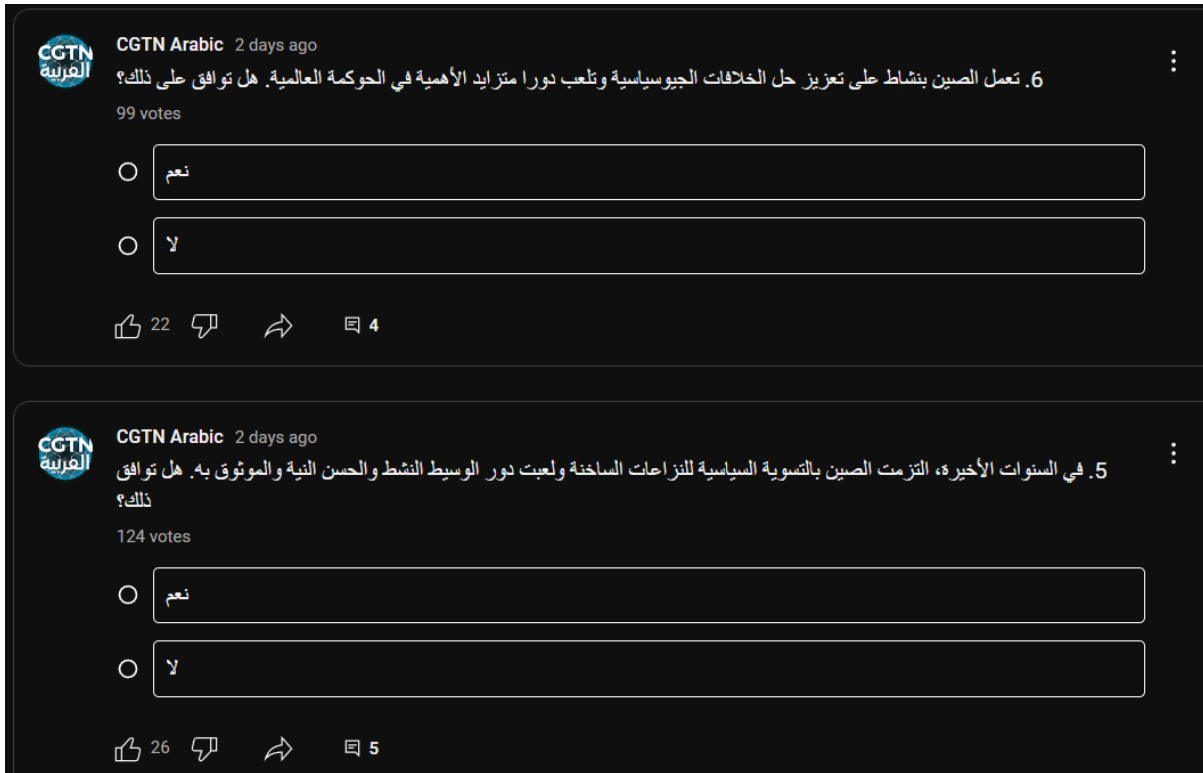 CGTN العربية
CGTN Arabic 2 days ago
6. تعمل الصين بنشاط على تعزيز حل الخلافات الجيوسياسية وتلعب دورا متزايد الأهمية في الحوكمة العالمية. هل توافق على ذلك؟
99 votes
نعم
لا
22 4
CGTN العربية
CGTN Arabic 2 days ago
5. في السنوات الأخيرة، التزمت الصين بالتسوية السياسية للنزاعات الساخنة ولعبت دور الوسيط النشط والحسن النية والموثوق به. هل توافق
ذلك؟
124 votes
نعم
لا
26 5